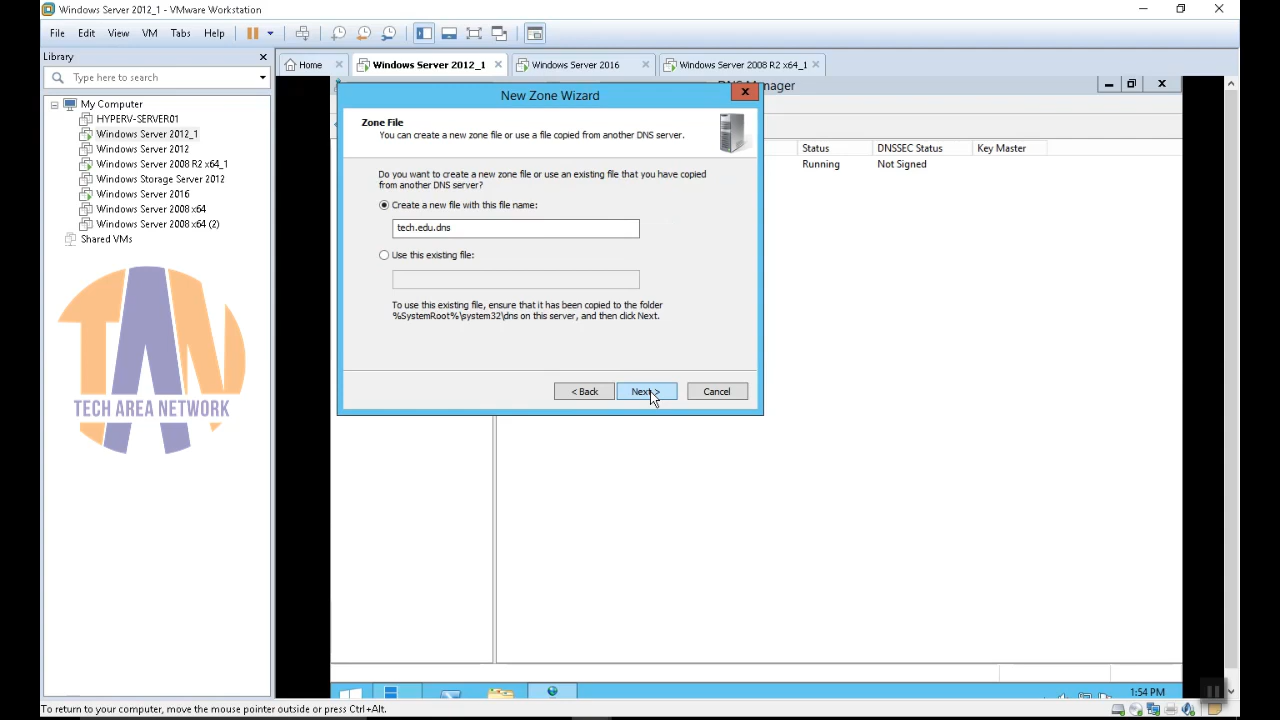 Windows Server 2012_1 - VMware Workstation
File Edit View VM Tabs Help
Library
Type here to search
My Computer
HYPERV-SERVER01
Windows Server 2012_1
Windows Server 2012
Windows Server 2008 R2 x64_1
Windows Storage Server 2012
Windows Server 2016
Windows Server 2008 x64
Windows Server 2008 x64 (2)
Shared VMs
TAN
TECH AREA NETWORK
Home
Windows Server 2012_1
Windows Server 2016
Windows Server 2008 R2 x64_1
Status DNSSEC Status Key Master
Running Not Signed
New Zone Wizard
Zone File
You can create a new zone file or use a file copied from another DNS server.
Do you want to create a new zone file or use an existing file that you have copied
from another DNS server?
Create a new file with this file name:
tech.edu.dns
Use this existing file:
To use this existing file, ensure that it has been copied to the folder
%SystemRoot%\system32\dns on this server, and then click Next.
< Back Next > Cancel
1:54 PM
To return to your computer, move the mouse pointer outside or press Ctrl+Alt.